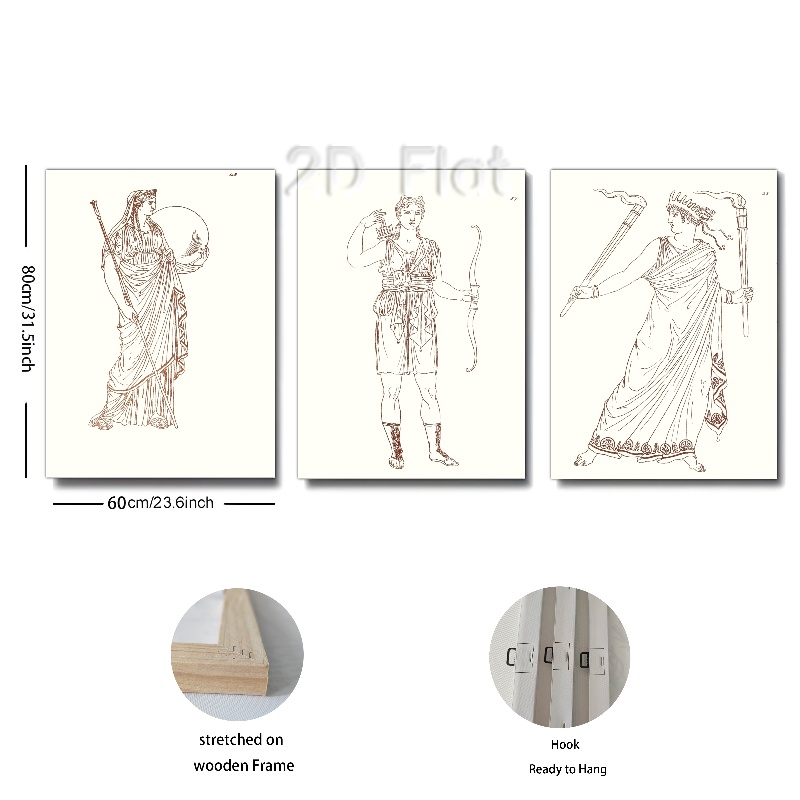 2D Flat
80cm/31.5inch
60cm/23.6inch
stretched on
wooden Frame
Hook
Ready to Hang